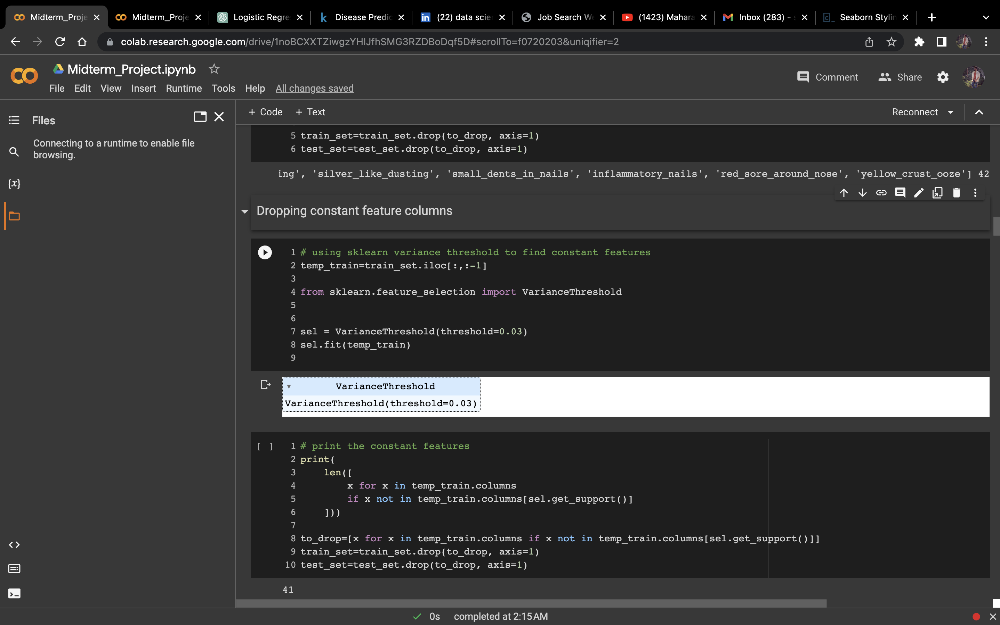 Midterm_Proje
Midterm_Proje
Logistic Regre
Disease Predic
(22) data scien
Job Search We
(1423) Mahara
Inbox (283) - s
Seaborn Stylin
colab.research.google.com/drive/1noBCXXTZiwgzYHIJfhSMG3RZDBoDqf5D#scrollTo=f0720203&uniqifier=2
Midterm_Project.ipynb
Comment
Share
File Edit View Insert Runtime Tools Help All changes saved
Files
+ Code + Text
Reconnect
Connecting to a runtime to enable file
browsing.
{x}
5 train_set=train_set.drop(to_drop, axis=1)
6 test_set=test_set.drop(to_drop, axis=1)
ing', 'silver_like_dusting', 'small_dents_in_nails', 'inflammatory_nails', 'red_sore_around_nose', 'yellow_crust_ooze'] 42
Dropping constant feature columns
1 # using sklearn variance threshold to find constant features
2 temp_train=train_set.iloc[:,:-1]
3
4 from sklearn.feature_selection import VarianceThreshold
5
6
7 sel = VarianceThreshold(threshold=0.03)
8 sel.fit(temp_train)
9
VarianceThreshold
VarianceThreshold(threshold=0.03)
[ ] 1 # print the constant features
2 print(
3 len([
4 x for x in temp_train.columns
5 if x not in temp_train.columns[sel.get_support()]
6 ]))
7
8 to_drop=[x for x in temp_train.columns if x not in temp_train.columns[sel.get_support()]]
9 train_set=train_set.drop(to_drop, axis=1)
10 test_set=test_set.drop(to_drop, axis=1)
41
0s completed at 2:15 AM